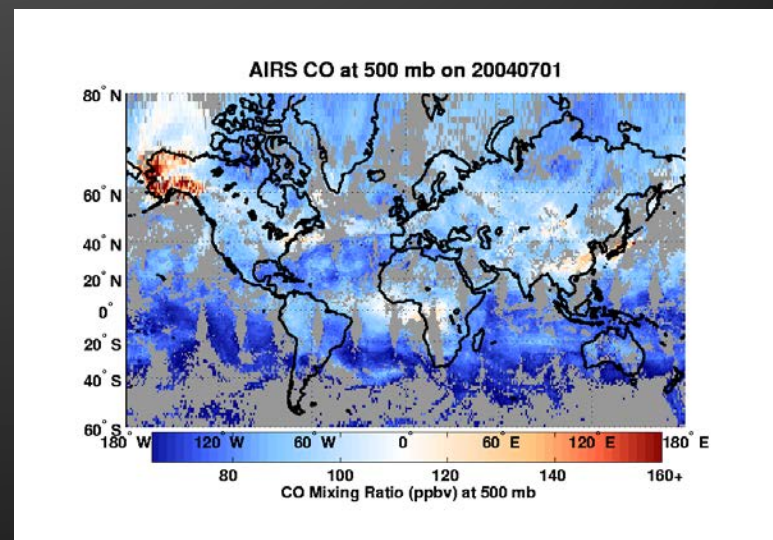 AIRS CO at 500 mb on 20040701
80° N
60° N
40° N
20° N
0°
20° S
40° S
60° S
180° W 120° W 60° W 0° 60° E 120° E 180° E
80 100 120 140 160+
CO Mixing Ratio (ppbv) at 500 mb